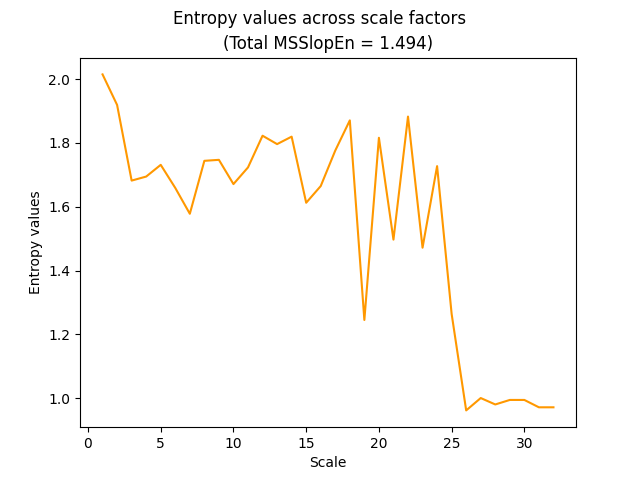 Entropy values across scale factors
(Total MSSlopEn = 1.494)
2.0
1.8
1.6
1.4
1.2
1.0
Entropy values
0 5 10 15 20 25 30
Scale